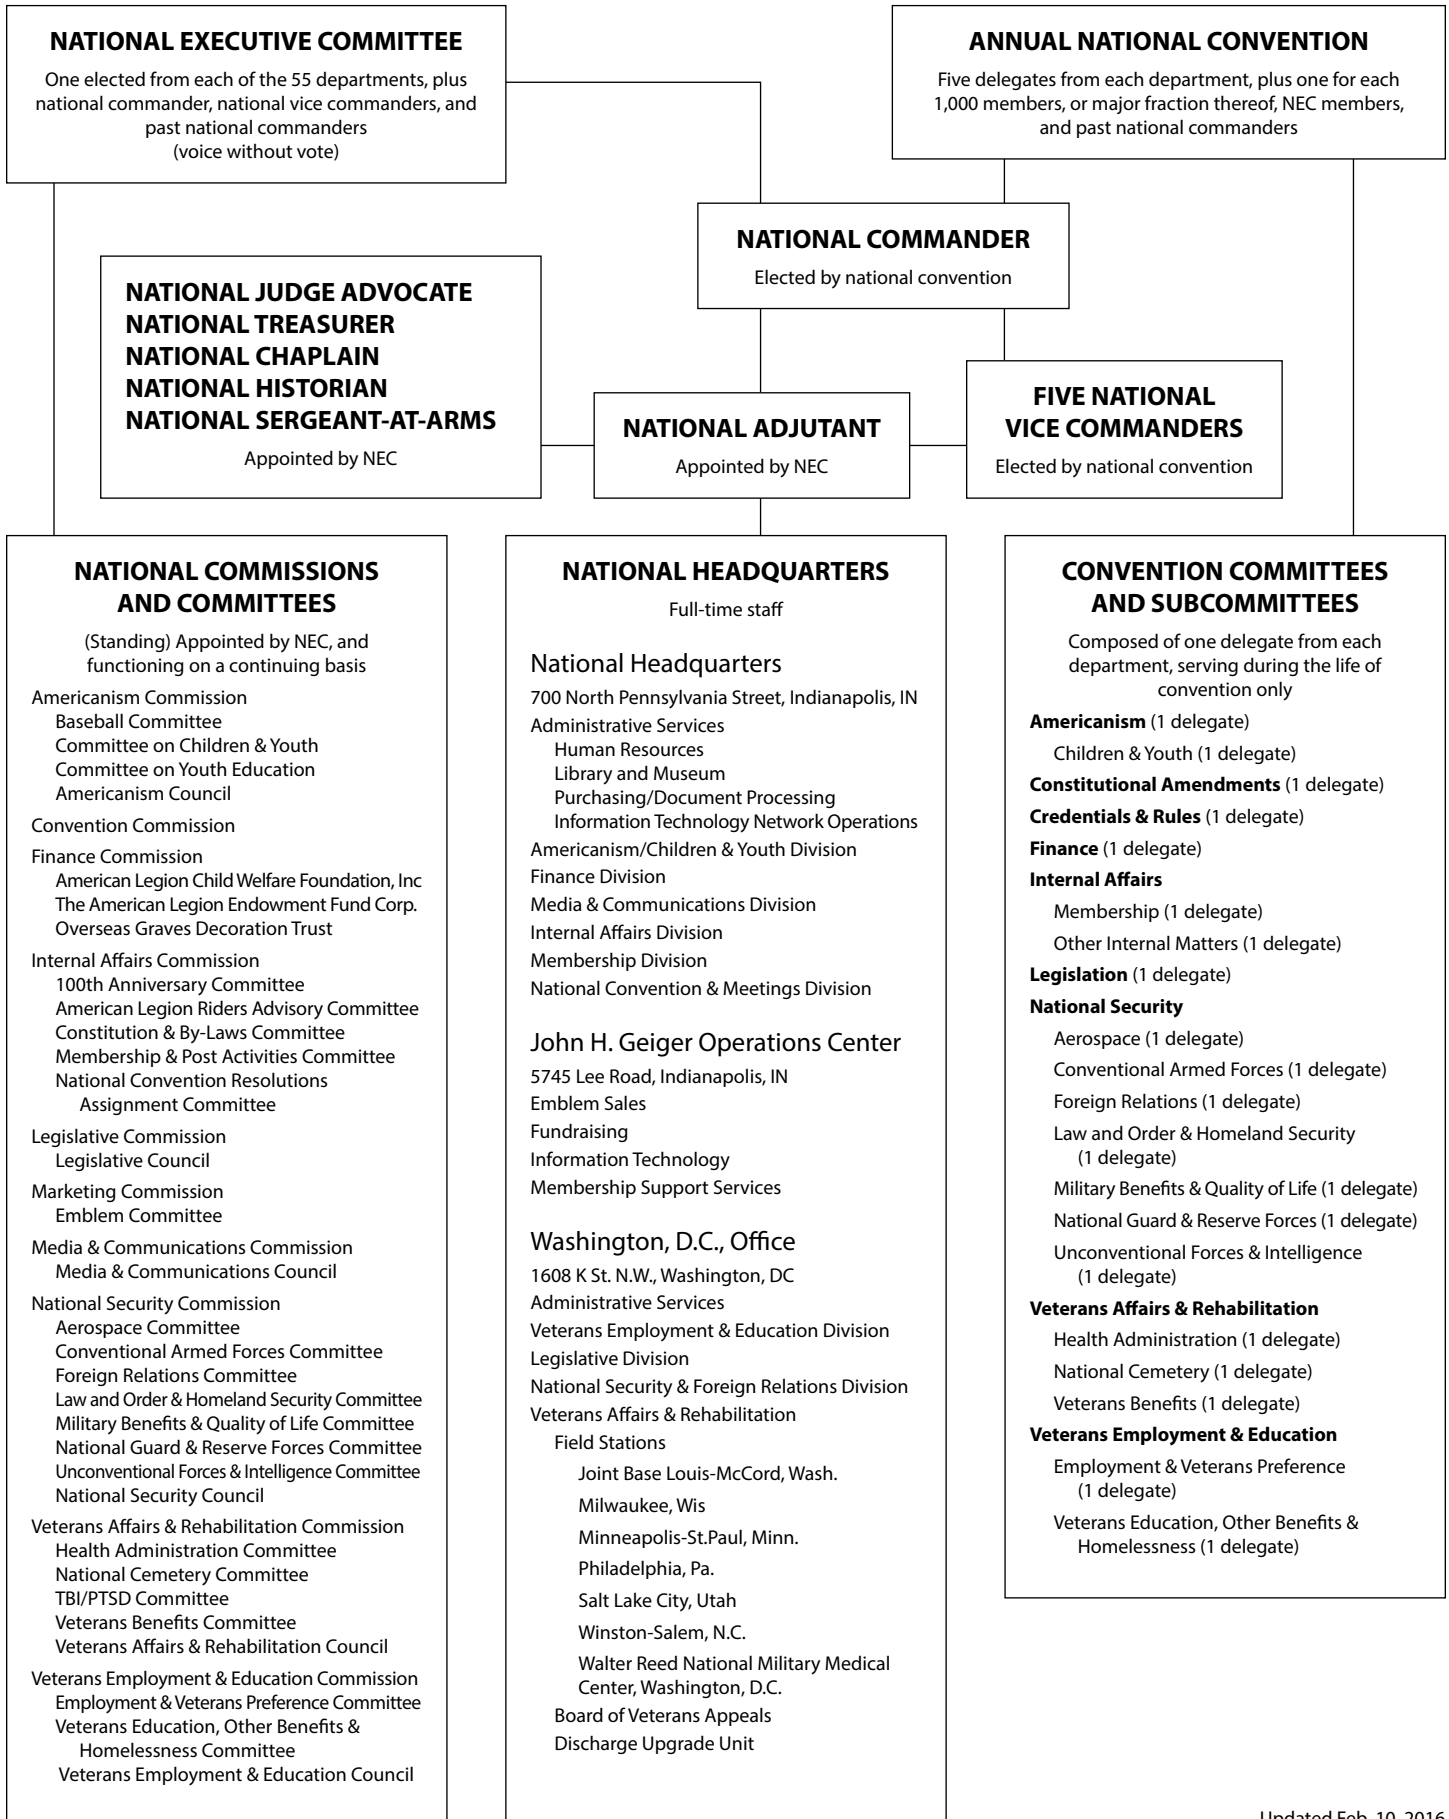 NATIONAL EXECUTIVE COMMITTEE
One elected from each of the 55 departments, plus
national commander, national vice commanders, and
past national commanders
(voice without vote)
ANNUAL NATIONAL CONVENTION
Five delegates from each department, plus one for each
1,000 members, or major fraction thereof, NEC members,
and past national commanders
NATIONAL COMMANDER
Elected by national convention
NATIONAL JUDGE ADVOCATE
NATIONAL TREASURER
NATIONAL CHAPLAIN
NATIONAL HISTORIAN
NATIONAL SERGEANT-AT-ARMS
Appointed by NEC
NATIONAL ADJUTANT
Appointed by NEC
FIVE NATIONAL
VICE COMMANDERS
Elected by national convention
NATIONAL COMMISSIONS
AND COMMITTEES
(Standing) Appointed by NEC, and
functioning on a continuing basis
Americanism Commission
Baseball Committee
Committee on Children & Youth
Committee on Youth Education
Americanism Council
Convention Commission
Finance Commission
American Legion Child Welfare Foundation, Inc
The American Legion Endowment Fund Corp.
Overseas Graves Decoration Trust
Internal Affairs Commission
100th Anniversary Committee
American Legion Riders Advisory Committee
Constitution & By-Laws Committee
Membership & Post Activities Committee
National Convention Resolutions
Assignment Committee
Legislative Commission
Legislative Council
Marketing Commission
Emblem Committee
Media & Communications Commission
Media & Communications Council
National Security Commission
Aerospace Committee
Conventional Armed Forces Committee
Foreign Relations Committee
Law and Order & Homeland Security Committee
Military Benefits & Quality of Life Committee
National Guard & Reserve Forces Committee
Unconventional Forces & Intelligence Committee
National Security Council
Veterans Affairs & Rehabilitation Commission
Health Administration Committee
National Cemetery Committee
TBI/PTSD Committee
Veterans Benefits Committee
Veterans Affairs & Rehabilitation Council
Veterans Employment & Education Commission
Employment & Veterans Preference Committee
Veterans Education, Other Benefits &
Homelessness Committee
Veterans Employment & Education Council
NATIONAL HEADQUARTERS
Full-time staff
National Headquarters
700 North Pennsylvania Street, Indianapolis, IN
Administrative Services
Human Resources
Library and Museum
Purchasing/Document Processing
Information Technology Network Operations
Americanism/Children & Youth Division
Finance Division
Media & Communications Division
Internal Affairs Division
Membership Division
National Convention & Meetings Division
John H. Geiger Operations Center
5745 Lee Road, Indianapolis, IN
Emblem Sales
Fundraising
Information Technology
Membership Support Services
Washington, D.C., Office
1608 K St. N.W., Washington, DC
Administrative Services
Veterans Employment & Education Division
Legislative Division
National Security & Foreign Relations Division
Veterans Affairs & Rehabilitation
Field Stations
Joint Base Louis-McCord, Wash.
Milwaukee, Wis
Minneapolis-St.Paul, Minn.
Philadelphia, Pa.
Salt Lake City, Utah
Winston-Salem, N.C.
Walter Reed National Military Medical
Center, Washington, D.C.
Board of Veterans Appeals
Discharge Upgrade Unit
CONVENTION COMMITTEES
AND SUBCOMMITTEES
Composed of one delegate from each
department, serving during the life of
convention only
Americanism (1 delegate)
Children & Youth (1 delegate)
Constitutional Amendments (1 delegate)
Credentials & Rules (1 delegate)
Finance (1 delegate)
Internal Affairs
Membership (1 delegate)
Other Internal Matters (1 delegate)
Legislation (1 delegate)
National Security
Aerospace (1 delegate)
Conventional Armed Forces (1 delegate)
Foreign Relations (1 delegate)
Law and Order & Homeland Security
(1 delegate)
Military Benefits & Quality of Life (1 delegate)
National Guard & Reserve Forces (1 delegate)
Unconventional Forces & Intelligence
(1 delegate)
Veterans Affairs & Rehabilitation
Health Administration (1 delegate)
National Cemetery (1 delegate)
Veterans Benefits (1 delegate)
Veterans Employment & Education
Employment & Veterans Preference
(1 delegate)
Veterans Education, Other Benefits &
Homelessness (1 delegate)
Updated Feb. 10, 2016